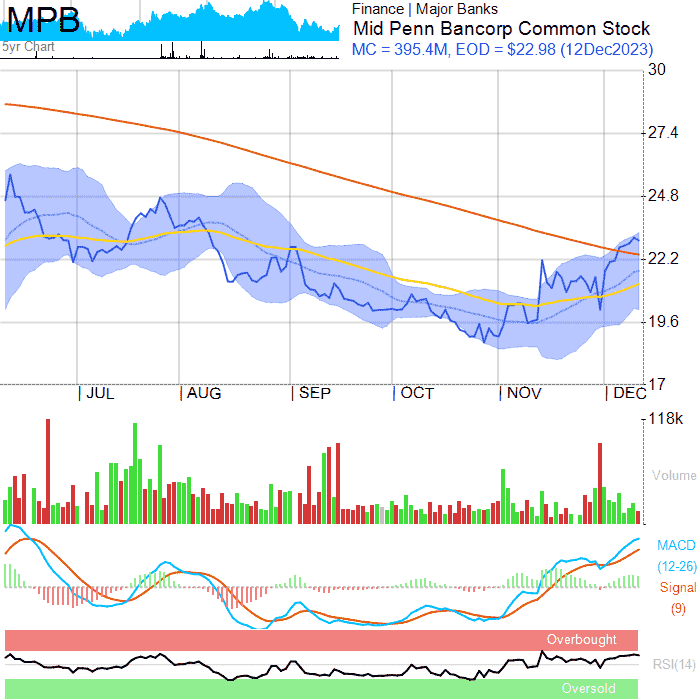 MPB
5yr Chart
Finance | Major Banks
Mid Penn Bancorp Common Stock
MC = 395.4M, EOD = $22.98 (12Dec2023)
30
27.4
24.8
22.2
19.6
17
| JUL | AUG | SEP | OCT | NOV | DEC
118k
Volume
MACD
(12-26)
Signal
(9)
Overbought
RSI(14)
Oversold